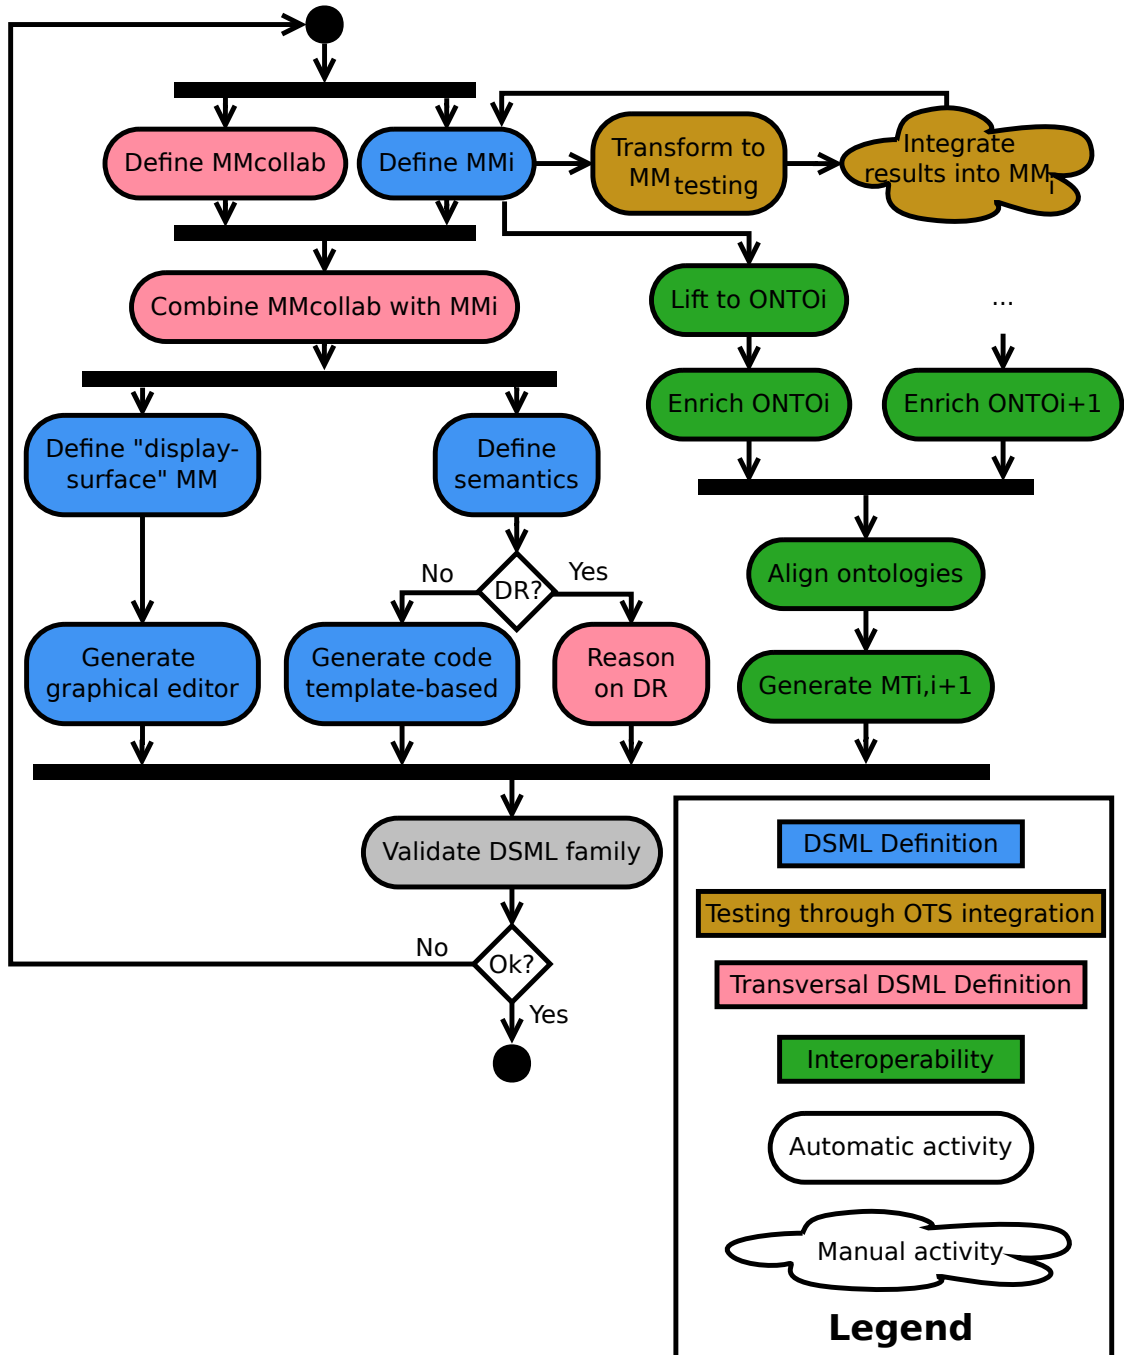 Define MMcollab
Define MMi
Transform to
MM testing
Integrate
results into MMi
Combine MMcollab with MMi
Lift to ONTOi
...
Enrich ONTOi
Enrich ONTOi+1
Define "display-
surface" MM
Define
semantics
No
DR?
Yes
Align ontologies
Generate
graphical editor
Generate code
template-based
Reason
on DR
Generate MTi,i+1
Validate DSML family
No
Ok?
Yes
DSML Definition
Testing through OTS integration
Transversal DSML Definition
Interoperability
Automatic activity
Manual activity
Legend